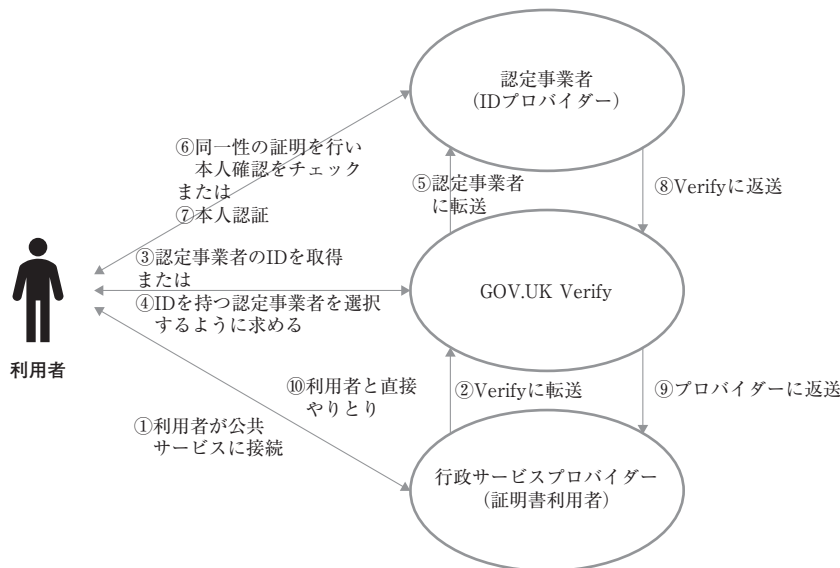 認定事業者
(IDプロバイダー)
⑥同一性の証明を行い
本人確認をチェック
または
⑦本人認証
⑤認定事業者
に転送
⑧Verifyに返送
③認定事業者のIDを取得
または
④IDを持つ認定事業者を選択
するように求める
GOV.UK Verify
利用者
⑩利用者と直接
やりとり
②Verifyに転送
⑨プロバイダーに返送
①利用者が公共
サービスに接続
行政サービスプロバイダー
(証明書利用者)